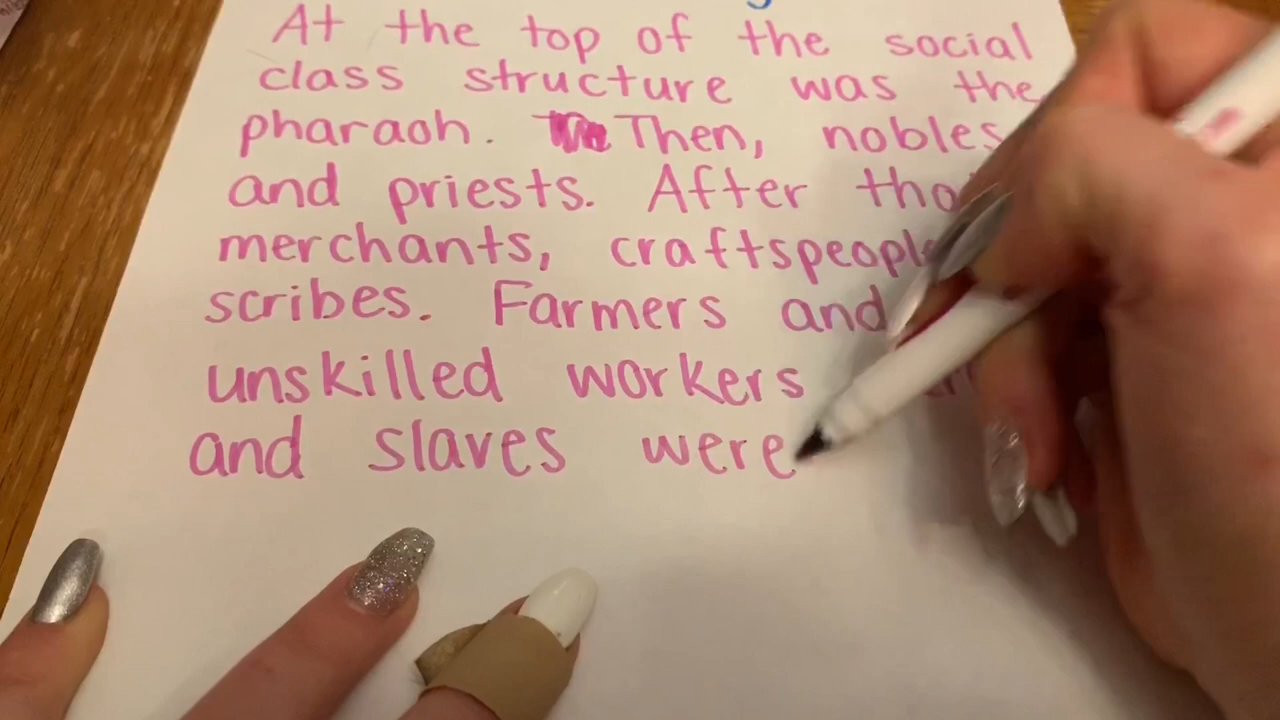 At the top of the social
class structure was the
pharaoh. Then, nobles
and priests. After
merchants,
scribes. Farmers and
unskilled workers
and slaves were